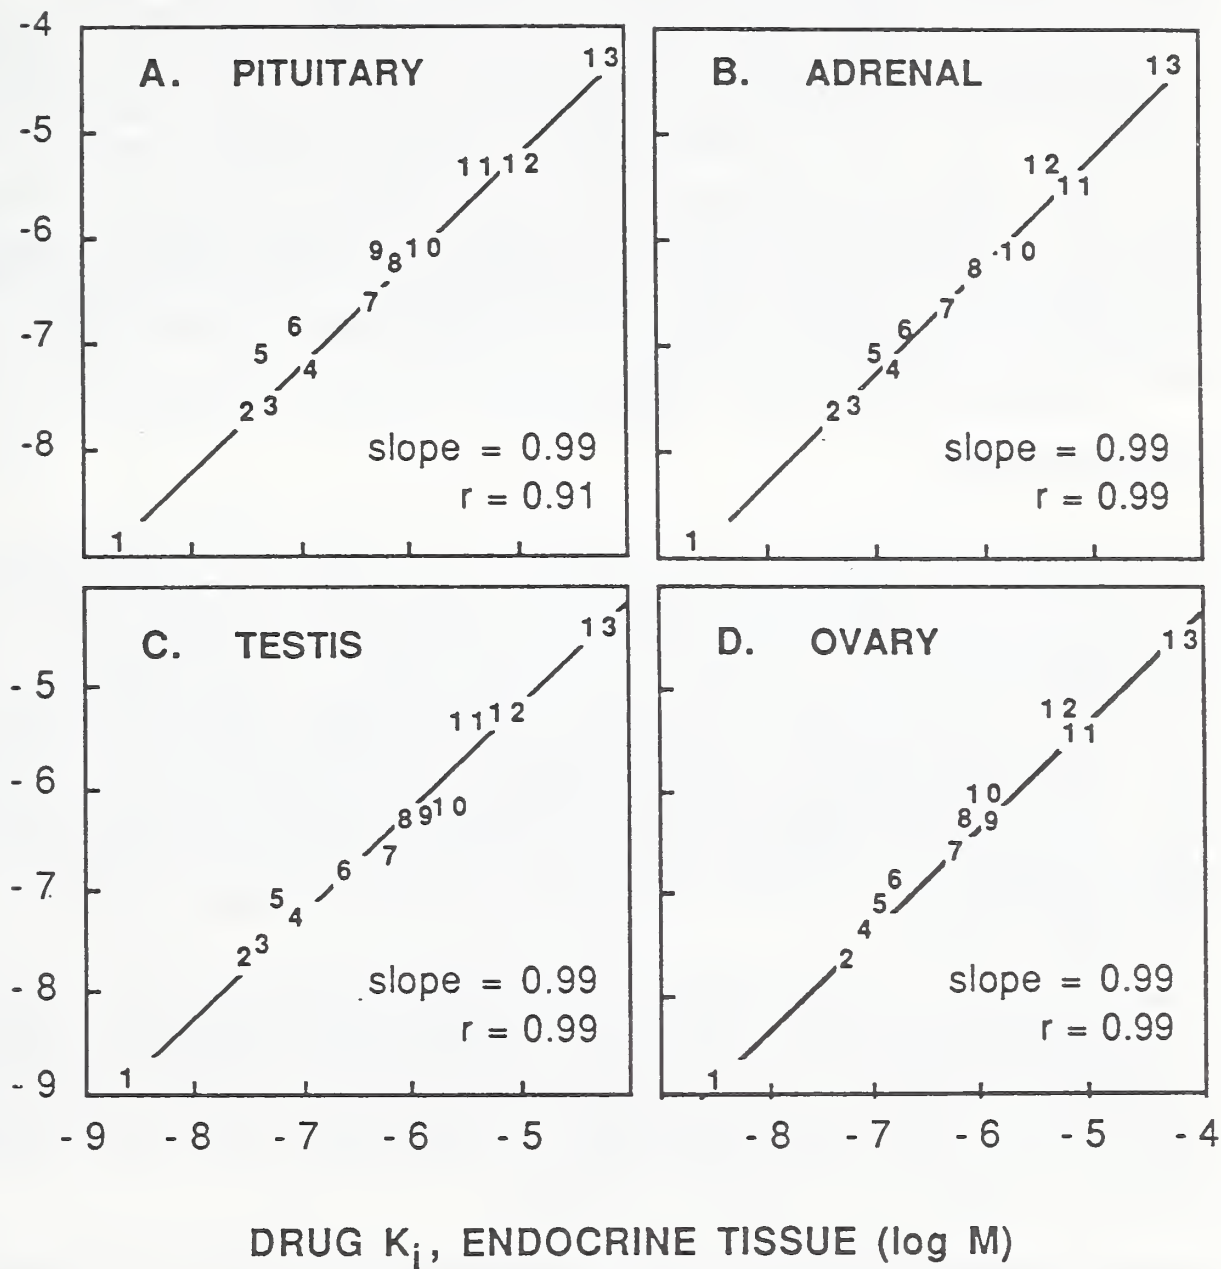 -4
A. PITUITARY
13
-5
11 12
-6
9 8 10
7
-7
6
5
4
2 3
-8
slope = 0.99
r = 0.91
1
B. ADRENAL
13
12
11
10
8
7
6
5
4
2 3
slope = 0.99
r = 0.99
1
C. TESTIS
13
-5
11 12
-6
8 9 10
7
6
-7
5
4
2 3
-8
slope = 0.99
r = 0.99
1
-9
-9 -8 -7 -6 -5
D. OVARY
13
12
11
10
8 9
7
6
5
4
2
slope = 0.99
r = 0.99
1
-8 -7 -6 -5 -4
DRUG Ki, ENDOCRINE TISSUE (log M)